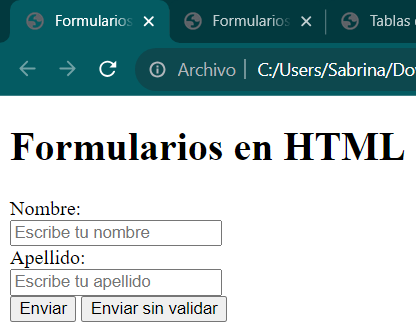 Formularios Formularios Tablas
Archivo C:/Users/Sabrina/Do
Formularios en HTML
Nombre:
Escribe tu nombre
Apellido:
Escribe tu apellido
Enviar Enviar sin validar